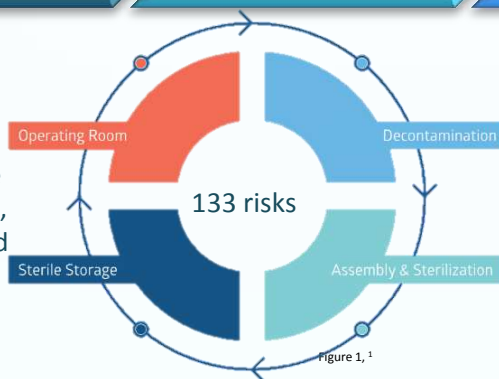 Operating Room
Decontamination
133 risks
Sterile Storage
Assembly & Sterilization
Figure 1, 1